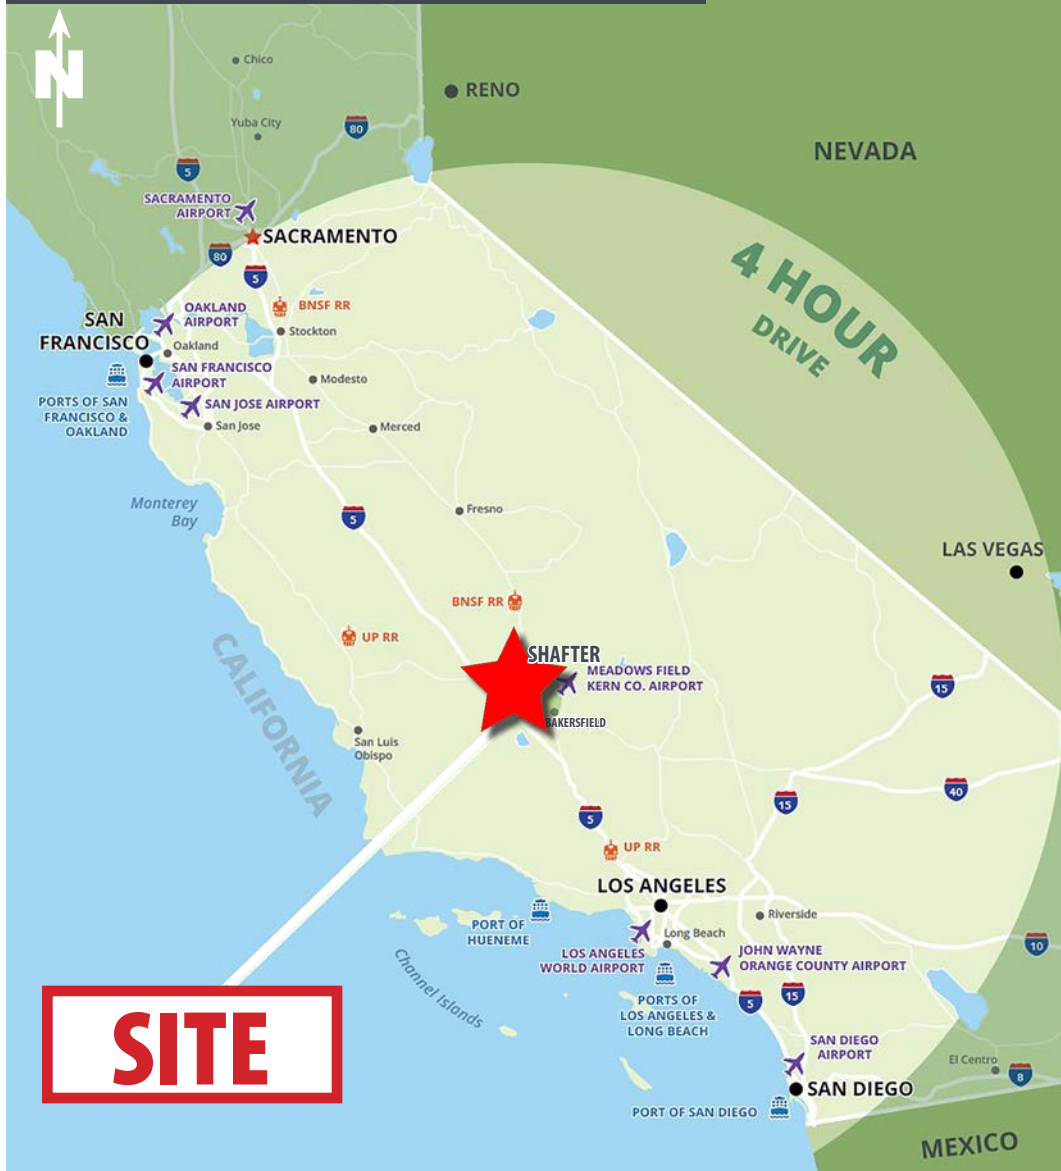 N
Chico
RENO
Yuba City
80
NEVADA
5
SACRAMENTO
AIRPORT
SACRAMENTO
80
5
4 HOUR
DRIVE
OAKLAND
AIRPORT
BNSF RR
SAN
FRANCISCO
Stockton
Oakland
SAN FRANCISCO
AIRPORT
Modesto
PORTS OF SAN
FRANCISCO &
OAKLAND
SAN JOSE AIRPORT
San Jose
Merced
Monterey
Bay
5
Fresno
LAS VEGAS
BNSF RR
UP RR
CALIFORNIA
SHAFTER
MEADOWS FIELD
KERN CO. AIRPORT
15
BAKERSFIELD
San Luis
Obispo
40
15
5
UP RR
LOS ANGELES
Riverside
PORT OF
HUENEME
Long Beach
10
LOS ANGELES
WORLD AIRPORT
JOHN WAYNE
ORANGE COUNTY AIRPORT
Channel Islands
PORTS OF
LOS ANGELES &
LONG BEACH
5
15
SITE
SAN DIEGO
AIRPORT
El Centro
8
SAN DIEGO
PORT OF SAN DIEGO
MEXICO